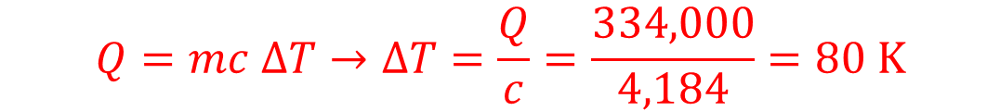 Q = mc ΔT → ΔT = Q/c = 334,000/4,184 = 80 K